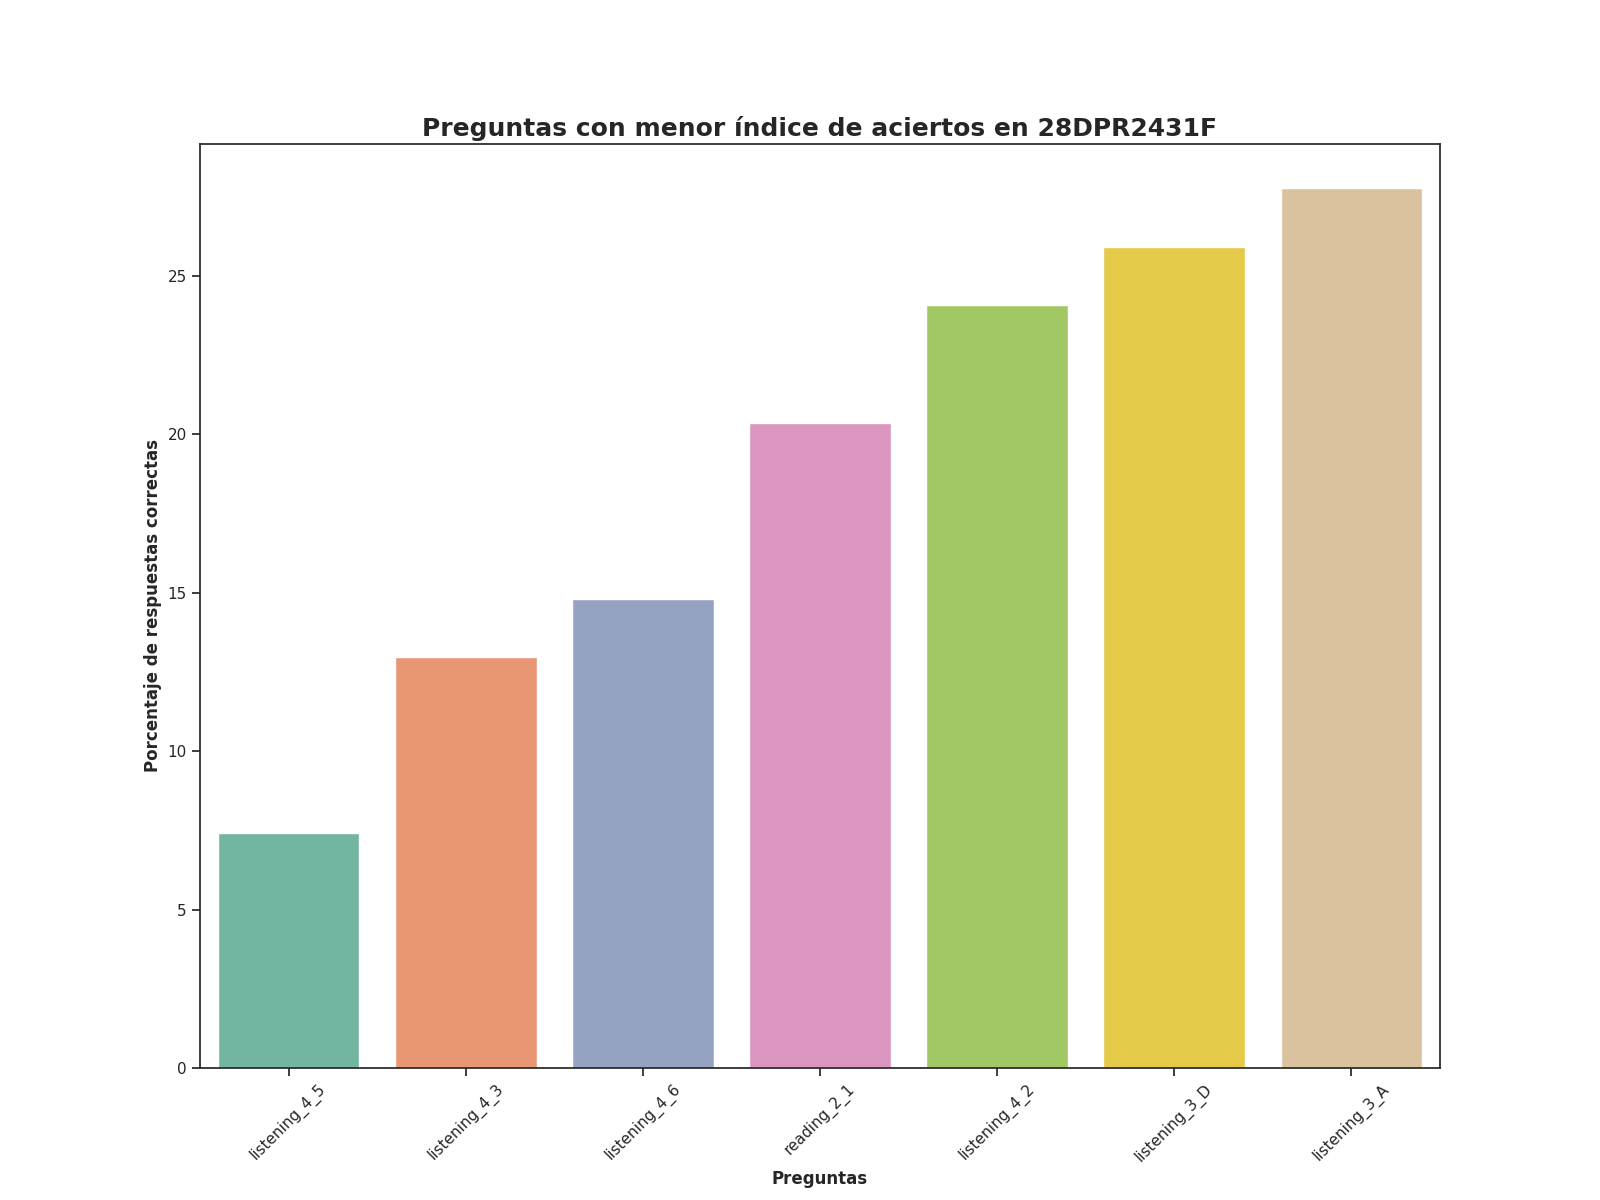 Preguntas con menor índice de aciertos en 28DPR2431F
Porcentaje de respuestas correctas
25
20
15
10
5
0
listening_4_5
listening_4_3
listening_4_6
reading_2_1
listening_4_2
listening_3_D
listening_3_A
Preguntas